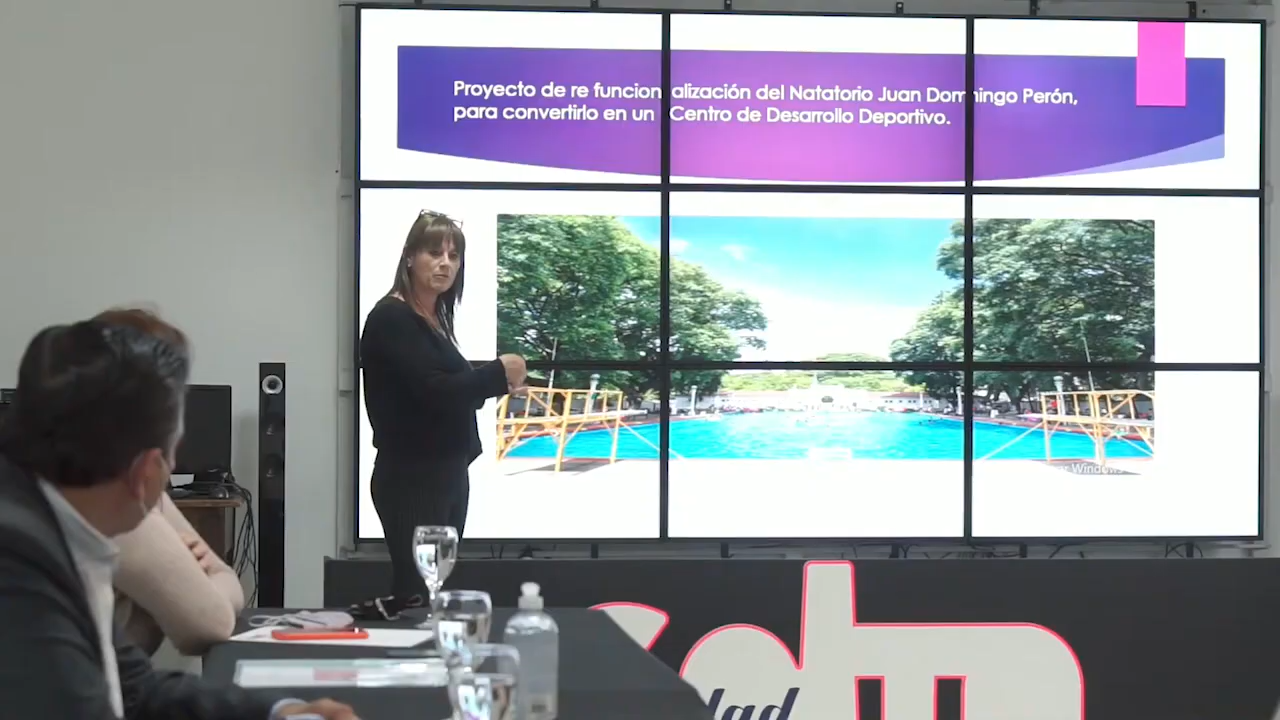 Proyecto de re funcionalización del Natatorio Juan Domingo Perón,
para convertirlo en un Centro de Desarrollo Deportivo.